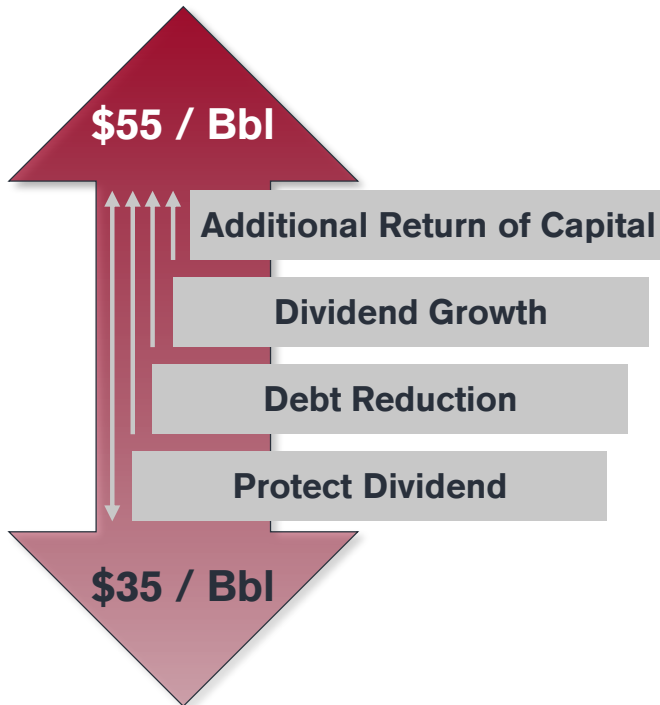 $55 / Bbl
Additional Return of Capital
Dividend Growth
Debt Reduction
Protect Dividend
$35 / Bbl